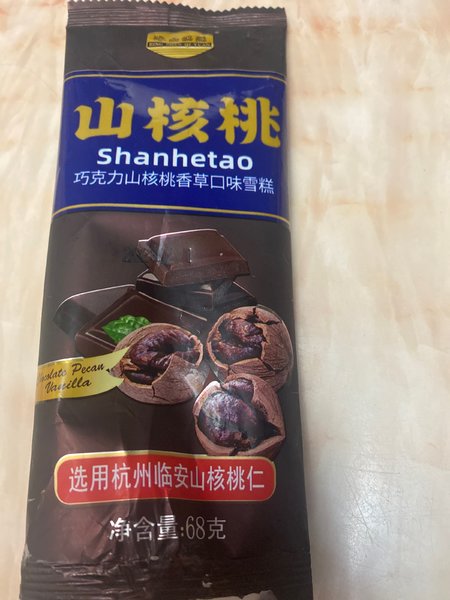 山核桃
Shanhetao
巧克力山核桃香草口味雪糕
Chocolate Pecan
Vanilla
选用杭州临安山核桃仁
净含量:68克